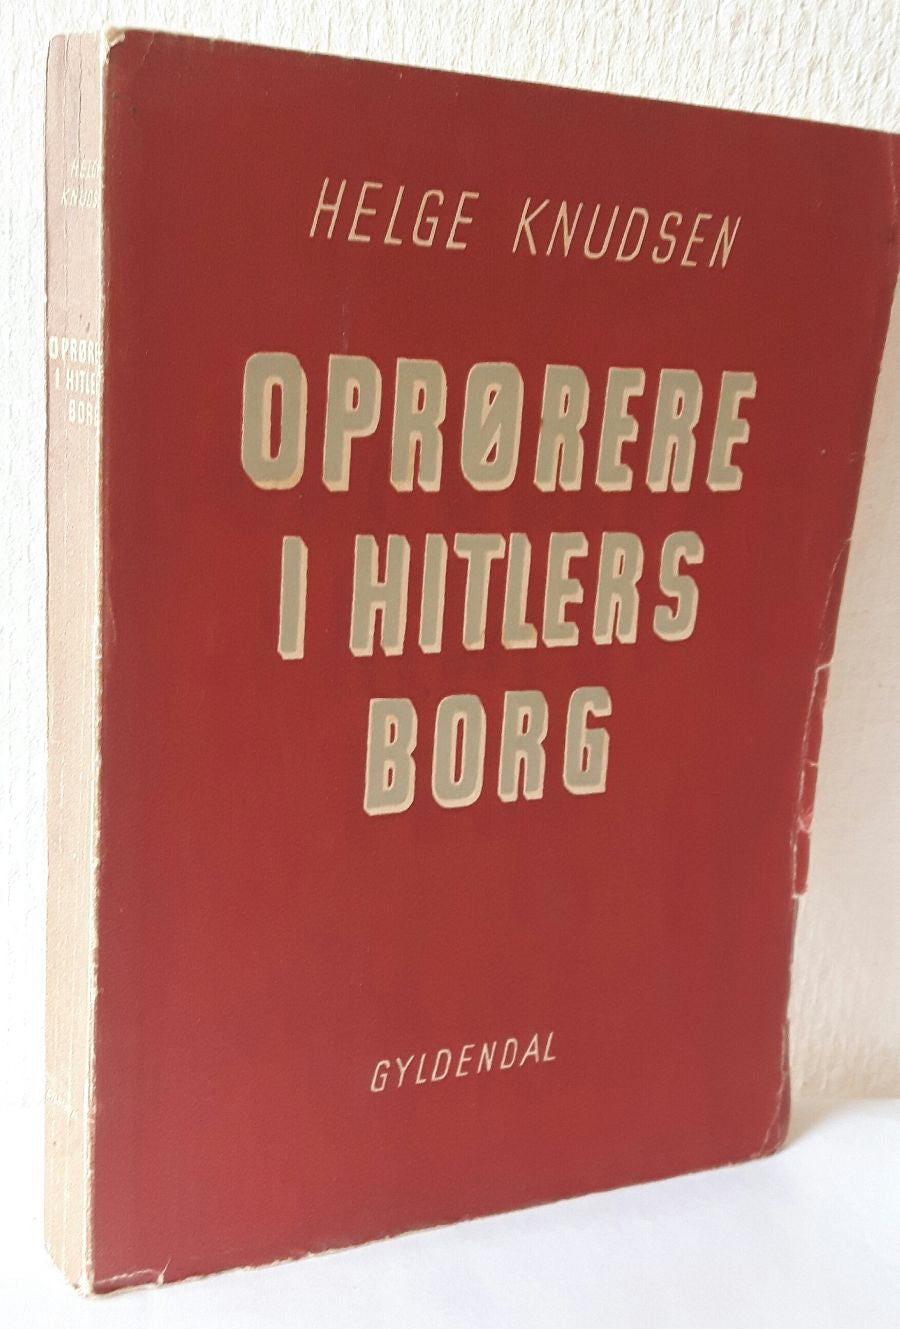 HELGE KNUDSEN
OPRØRERE
I HITLERS
BORG
GYLDENDAL
OPRØRE
I HITLER
BORG